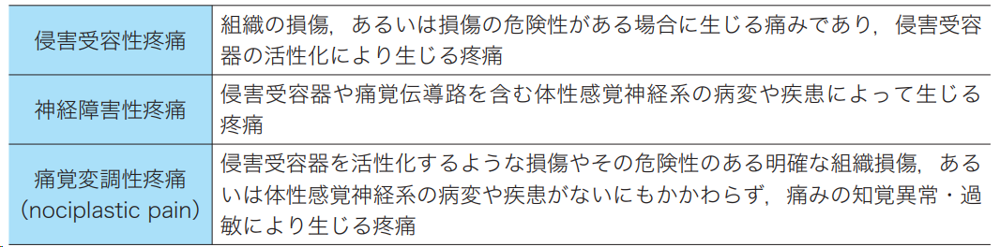 侵害受容性疼痛
組織の損傷，あるいは損傷の危険性がある場合に生じる痛みであり，侵害受容
器の活性化により生じる疼痛
神経障害性疼痛
侵害受容器や痛覚伝導路を含む体性感覚神経系の病変や疾患によって生じる
疼痛
痛覚変調性疼痛
（nociplastic pain）
侵害受容器を活性化するような損傷やその危険性のある明確な組織損傷，ある
いは体性感覚神経系の病変や疾患がないにもかかわらず，痛みの知覚異常・過
敏により生じる疼痛